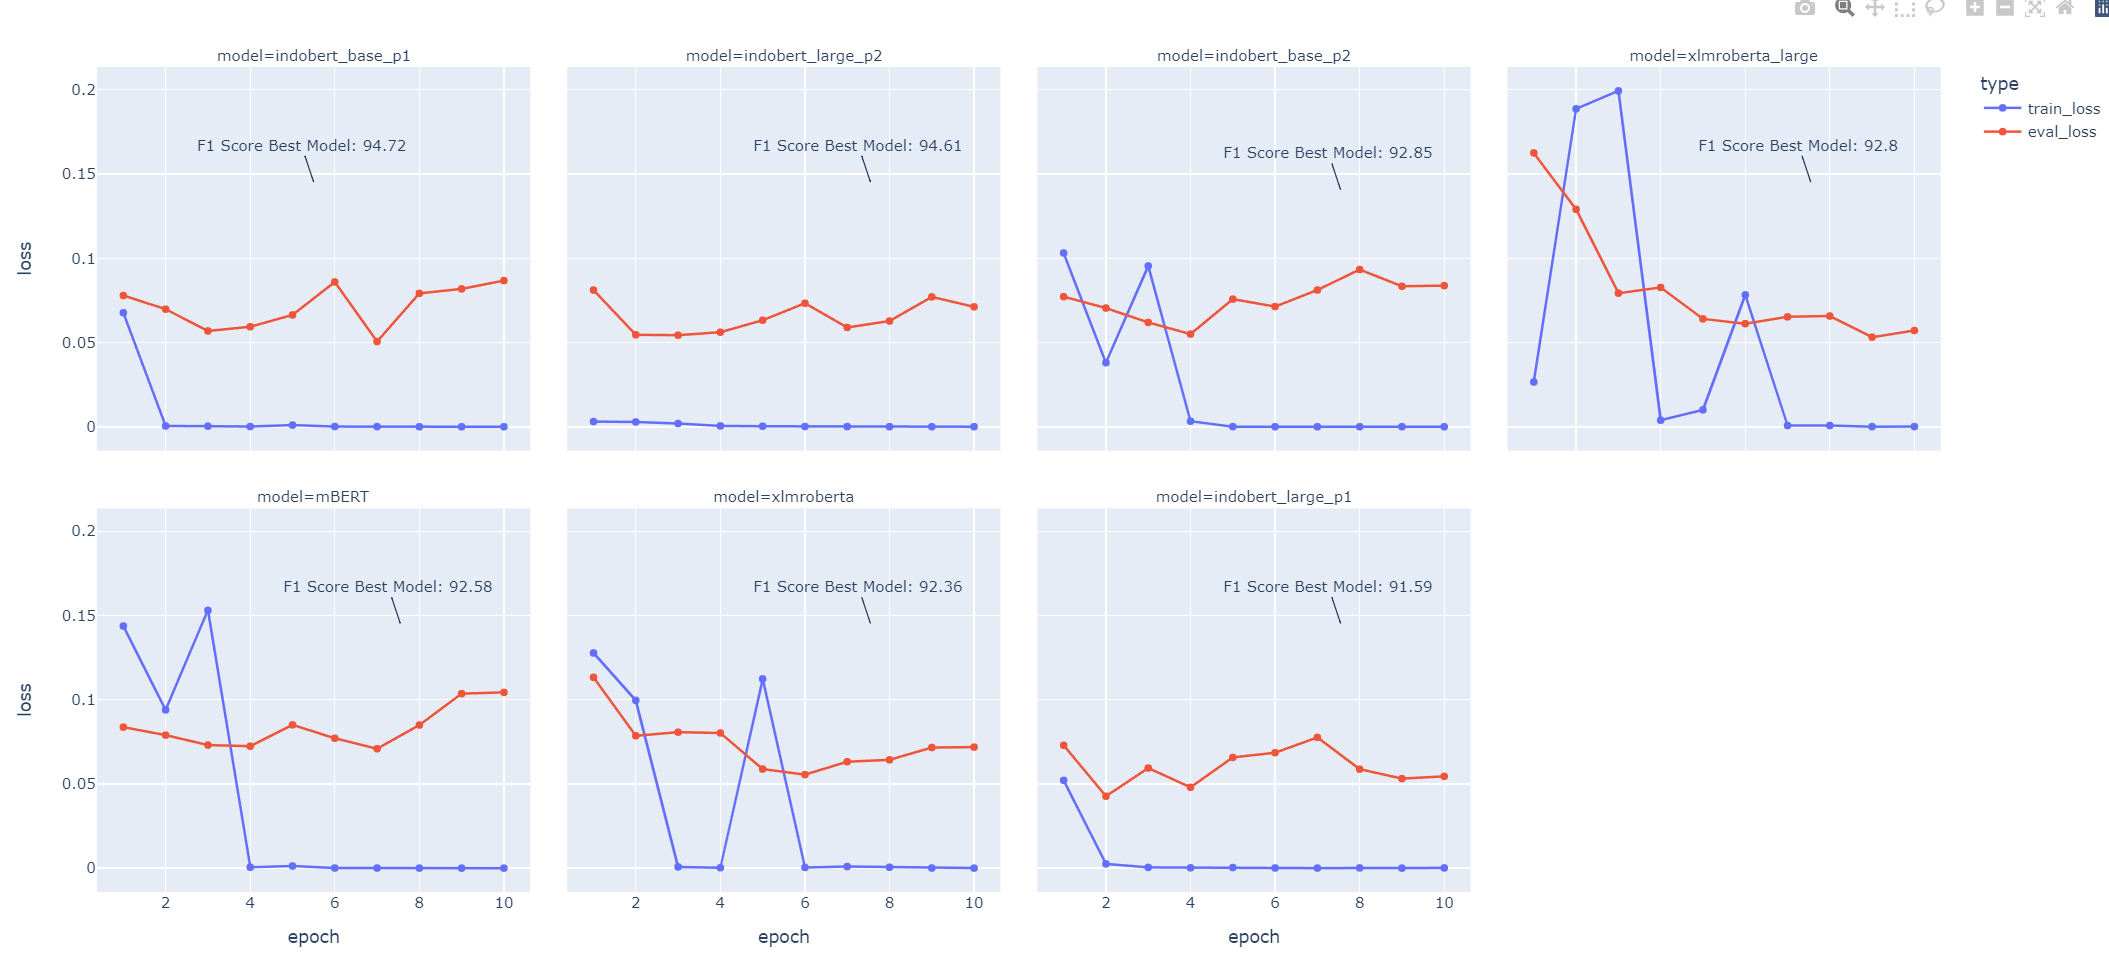 model=indobert_base_p1
model=indobert_large_p2
model=indobert_base_p2
model=xlmroberta_large
type
train_loss
eval_loss
loss
0.2
0.15
0.1
0.05
0
F1 Score Best Model: 94.72
F1 Score Best Model: 94.61
F1 Score Best Model: 92.85
F1 Score Best Model: 92.8
model=mBERT
model=xlmroberta
model=indobert_large_p1
loss
0.2
0.15
0.1
0.05
0
F1 Score Best Model: 92.58
F1 Score Best Model: 92.36
F1 Score Best Model: 91.59
2 4 6 8 10
2 4 6 8 10
2 4 6 8 10
epoch
epoch
epoch